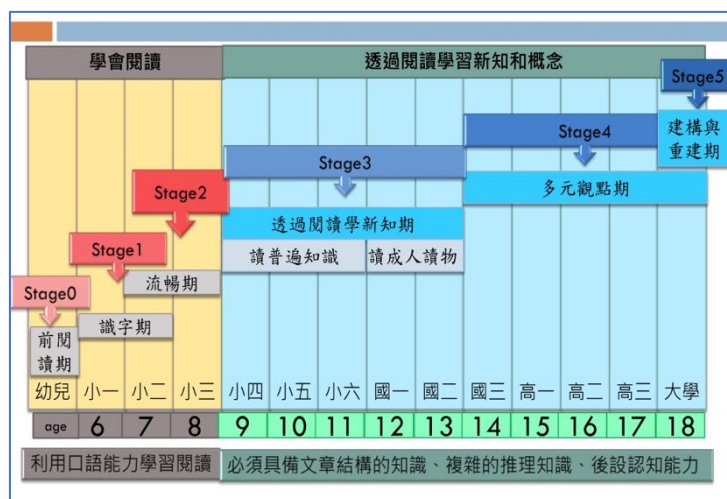 學會閱讀
透過閱讀學習新知和概念
Stage5
建構與
重建期
Stage4
多元觀點期
Stage3
透過閱讀學新知期
讀普遍知識
讀成人讀物
Stage2
流暢期
Stage1
識字期
Stage0
前閱
讀期
幼兒 小一 小二 小三 小四 小五 小六 國一 國二 國三 高一 高二 高三 大學
age 6 7 8 9 10 11 12 13 14 15 16 17 18
利用口語能力學習閱讀
必須具備文章結構的知識、複雜的推理知識、後設認知能力